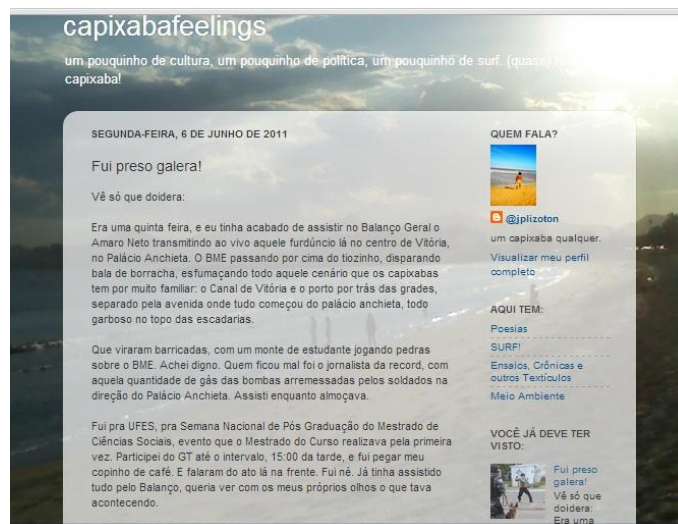 capixabafeelings
um pouquinho de cultura, um pouquinho de política, um pouquinho de surf. (quase)
capixaba!
SEGUNDA-FEIRA, 6 DE JUNHO DE 2011
Fui preso galera!
Vê só que doidera:
Era uma quinta feira, e eu tinha acabado de assistir no Balanço Geral o
Amaro Neto transmitindo ao vivo aquele furdúncio lá no centro de Vitória,
no Palácio Anchieta. O BME passando por cima do tiozinho, disparando
bala de borracha, esfumaçando todo aquele cenário que os capixabas
tem por muito familiar: o Canal de Vitória e o porto por trás das grades,
separado pela avenida onde tudo começou do palácio anchieta, todo
garboso no topo das escadarias.
Que viraram barricadas, com um monte de estudante jogando pedras
sobre o BME. Achei digno. Quem ficou mal foi o jornalista da record, com
aquela quantidade de gás das bombas arremessadas pelos soldados na
direção do Palácio Anchieta. Assisti enquanto almoçava.
Fui pra UFES, pra Semana Nacional de Pós Graduação do Mestrado de
Ciências Sociais, evento que o Mestrado do Curso realizava pela primeira
vez. Participei do GT até o intervalo, 15:00 da tarde, e fui pegar meu
copinho de café. E falaram do ato lá na frente. Fui né. Já tinha assistido
tudo pelo Balanço, queria ver com os meus próprios olhos o que tava
acontecendo.
QUEM FALA?
@jplizoton
um capixaba qualquer.
Visualizar meu perfil
completo
AQUI TEM:
Poesias
SURF!
Ensaios, Crônicas e
outros Textículos
Meio Ambiente
VOCÊ JÁ DEVE TER
VISTO:
Fui preso
galera!
Vê só que
doidera:
Era uma